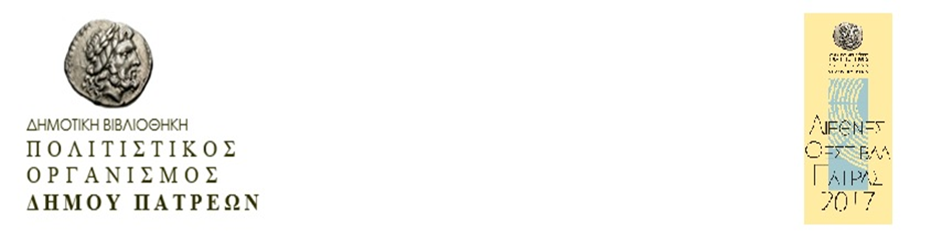 ΔΗΜΟΤΙΚΗ ΒΙΒΛΙΟΘΗΚΗ
ΠΟΛΙΤΙΣΤΙΚΟΣ
ΟΡΓΑΝΙΣΜΟΣ
ΔΗΜΟΥ ΠΑΤΡΕΩΝ
ΔΙΕΘΝΕΣ
ΦΕΣΤΙΒΑΛ
ΠΑΤΡΑΣ
2017